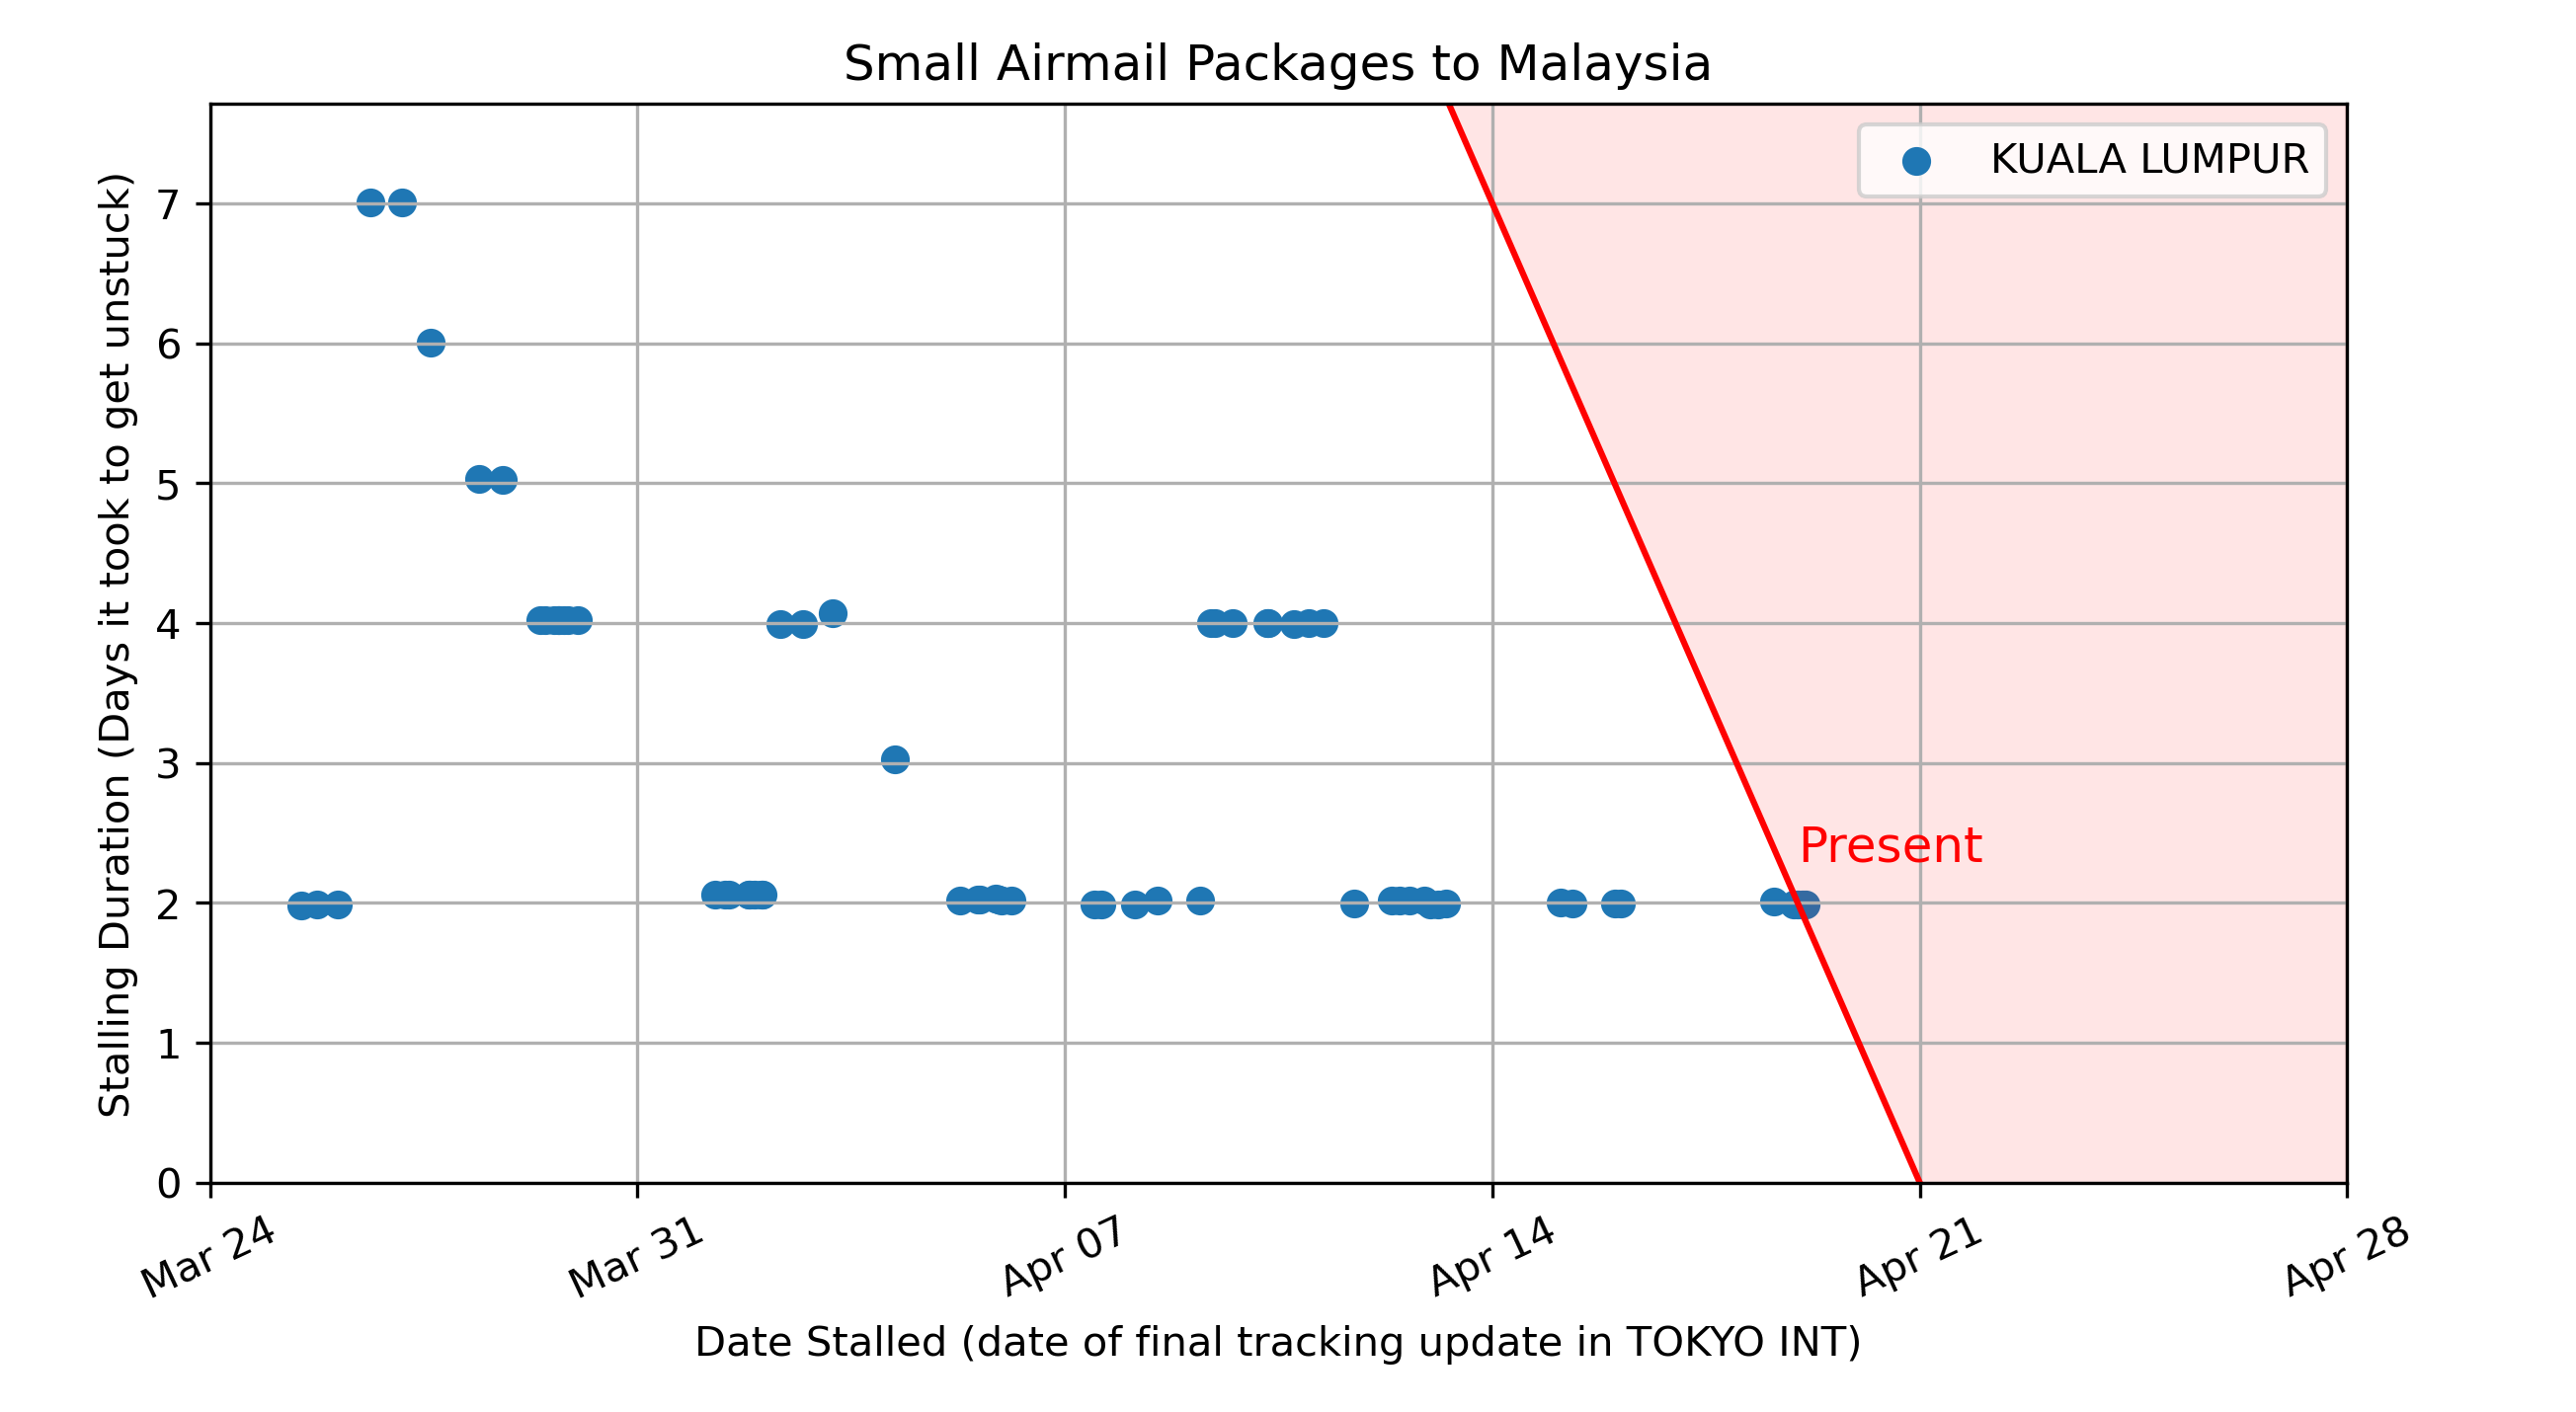 Small Airmail Packages to Malaysia
KUALA LUMPUR
Stalling Duration (Days it took to get unstuck)
7
6
5
4
3
2
1
0
Present
Mar 24
Mar 31
Apr 07
Apr 14
Apr 21
Apr 28
Date Stalled (date of final tracking update in TOKYO INT)